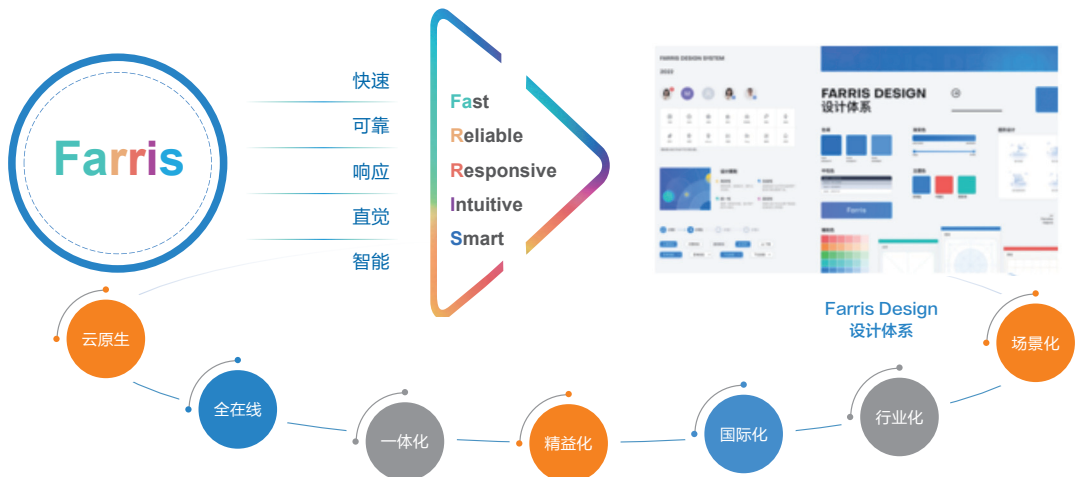 Farris
快速
可靠
响应
直觉
智能
Fast
Reliable
Responsive
Intuitive
Smart
FARRIS DESIGN SYSTEM
2022
FARRIS DESIGN
设计体系
Farris
Farris Design
设计体系
云原生
全在线
一体化
精益化
国际化
行业化
场景化